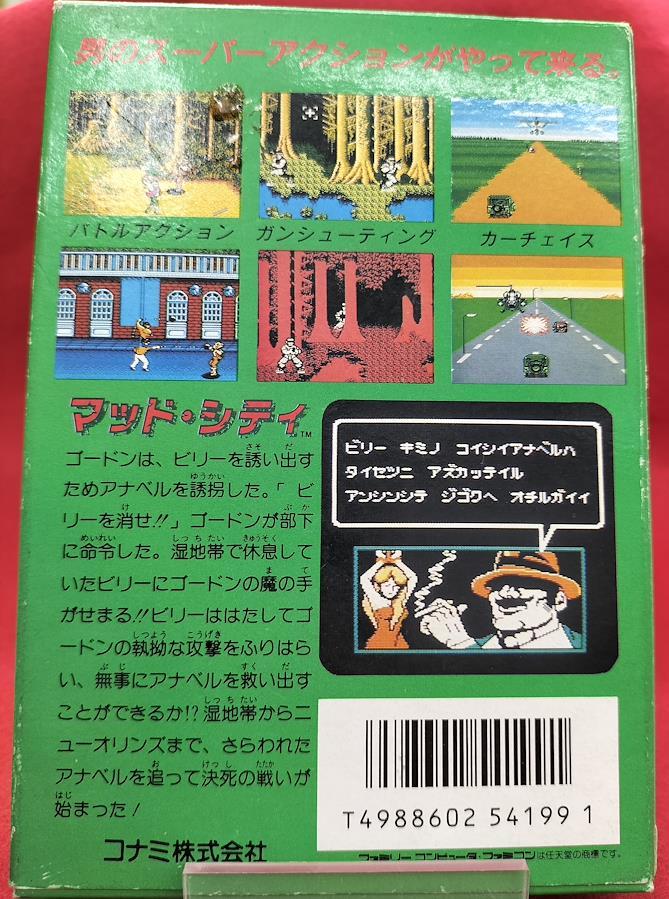 男のスーパーアクションがやって来る。
バトルアクション ガンシューティング カーチェイス
マッド・シティ™
ゴードンは、ビリーを誘い出す
ためアナベルを誘拐した。「ビ
リーを消せ!!」ゴードンが部下
に命令した。湿地帯で休息して
いたビリーにゴードンの魔の手
がせまる!!ビリーははたしてゴ
ードンの執拗な攻撃をふりはら
い、無事にアナベルを救い出す
ことができるか!?湿地帯からニ
ューオリンズまで、さらわれた
アナベルを追って決死の戦いが
始まった!
ビリー キミノ コイシイアナベルハ
タイセツニ アズカッテイル
アンシンシテ ジゴクヘ オチルガイイ
T4988602 54199 1
コナミ株式会社
ファミリーコンピュータ・ファミコンは任天堂の商標です。